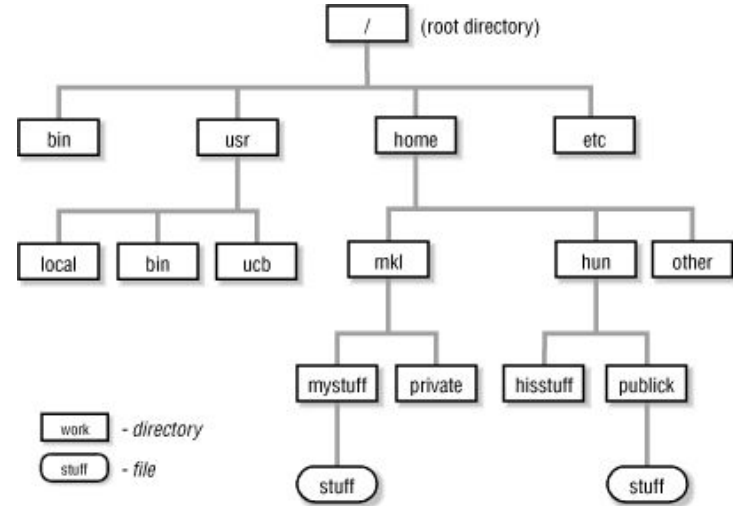 / (root directory)
bin usr home etc
local bin ucb mkl hun other
mystuff private hisstuff publick
work - directory
stuff - file
stuff stuff